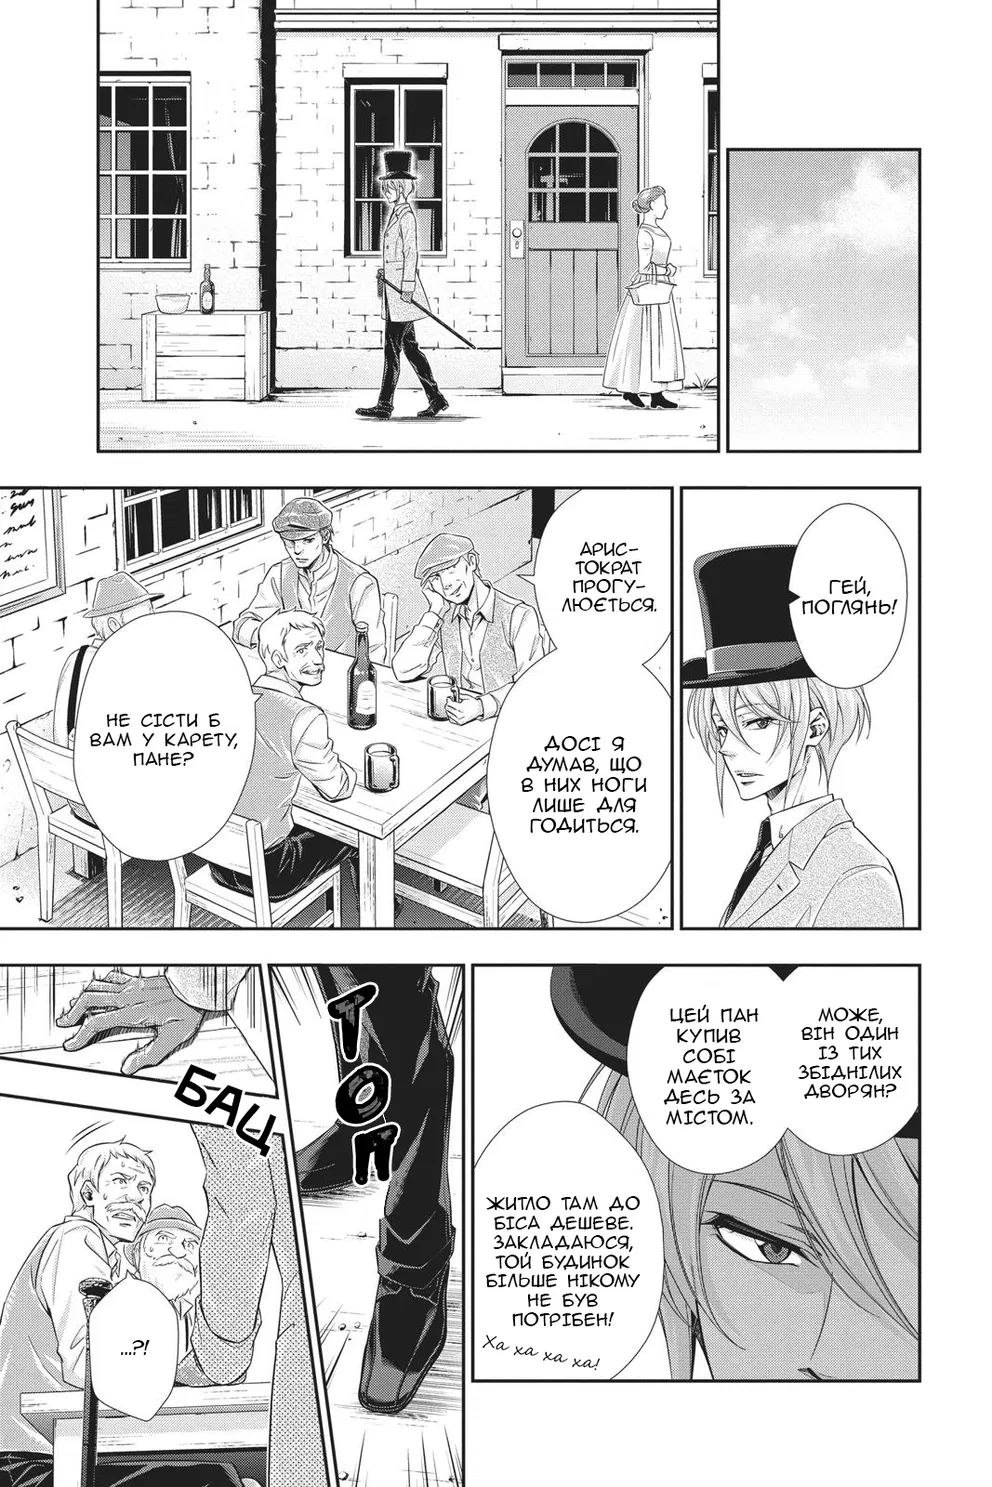 ГЕЙ,
ПОГЛЯНЬ!
АРИС-
ТОКРАТ
ПРОГУ-
ЛЮЄТЬСЯ.
ДОСІ Я
ДУМАВ, ЩО
В НИХ НОГИ
ЛИШЕ ДЛЯ
ГОДИТЬСЯ.
НЕ СІСТИ Б
ВАМ У КАРЕТУ,
ПАНЕ?
МОЖЕ,
ВІН ОДИН
ІЗ ТИХ
ЗБІДНІЛИХ
ДВОРЯН?
ЦЕЙ ПАН
КУПИВ
СОБІ
МАЄТОК
ДЕСЬ ЗА
МІСТОМ.
ЖИТЛО ТАМ ДО
БІСА ДЕШЕВЕ.
ЗАКЛАДАЮСЯ,
ТОЙ БУДИНОК
БІЛЬШЕ НІКОМУ
НЕ БУВ
ПОТРІБЕН!
Ха ха ха ха!
ТОП
БАЦ
...?!